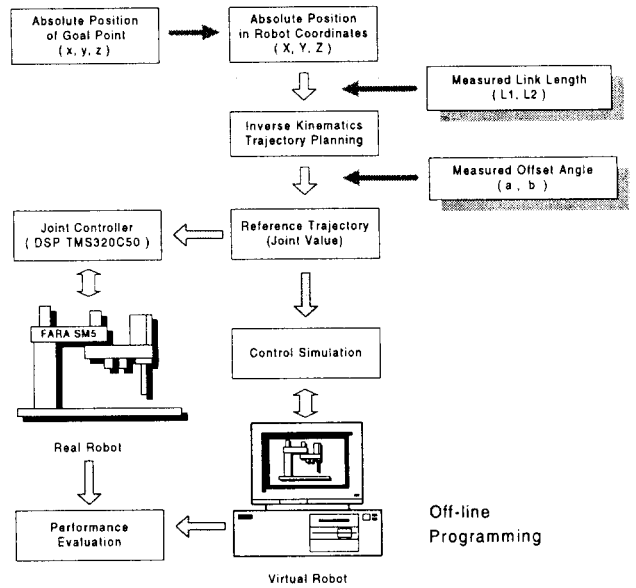 Absolute Position
of Goal Point
( x, y, z )
Absolute Position
in Robot Coordinates
( X, Y, Z )
Measured Link Length
( L1, L2 )
Inverse Kinematics
Trajectory Planning
Measured Offset Angle
( a , b )
Joint Controller
( DSP TMS320C50 )
Reference Trajectory
(Joint Value)
FARA SM5
Control Simulation
Real Robot
Performance
Evaluation
Off-line
Programming
Virtual Robot